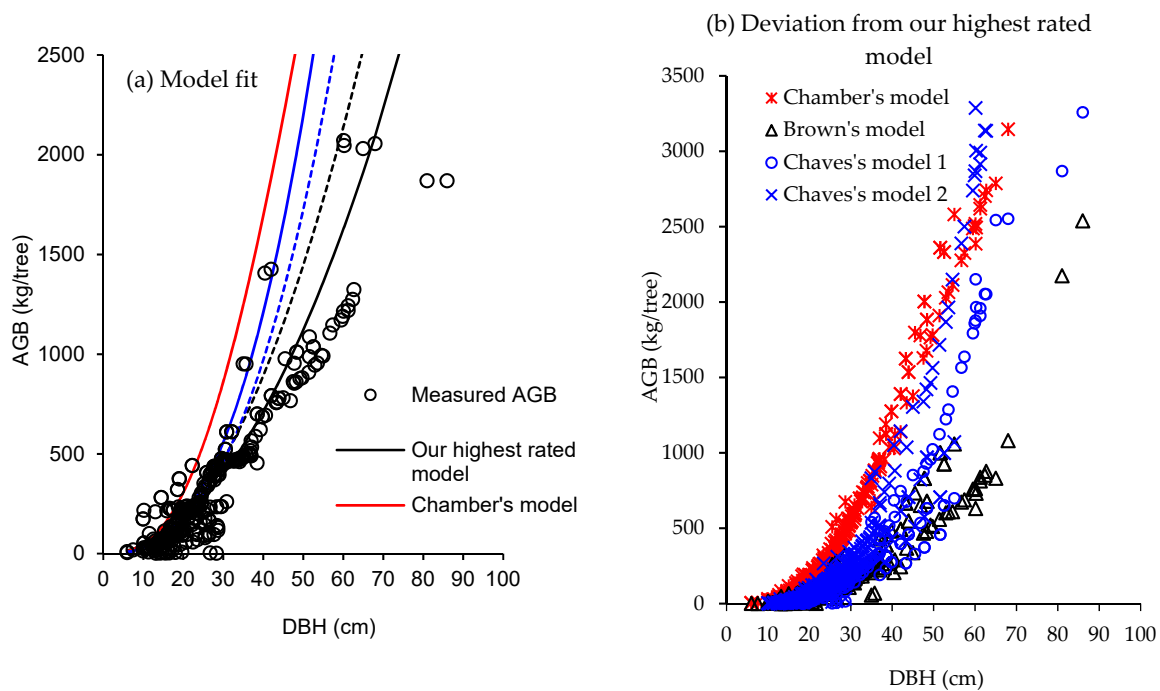 (a) Model fit
2500
2000
1500
1000
500
0
AGB (kg/tree)
0 10 20 30 40 50 60 70 80 90 100
DBH (cm)
Measured AGB
Our highest rated
model
Chamber's model
(b) Deviation from our highest rated
model
3500
3000
2500
2000
1500
1000
500
0
AGB (kg/tree)
0 10 20 30 40 50 60 70 80 90 100
DBH (cm)
Chamber's model
Brown's model
Chaves's model 1
Chaves's model 2